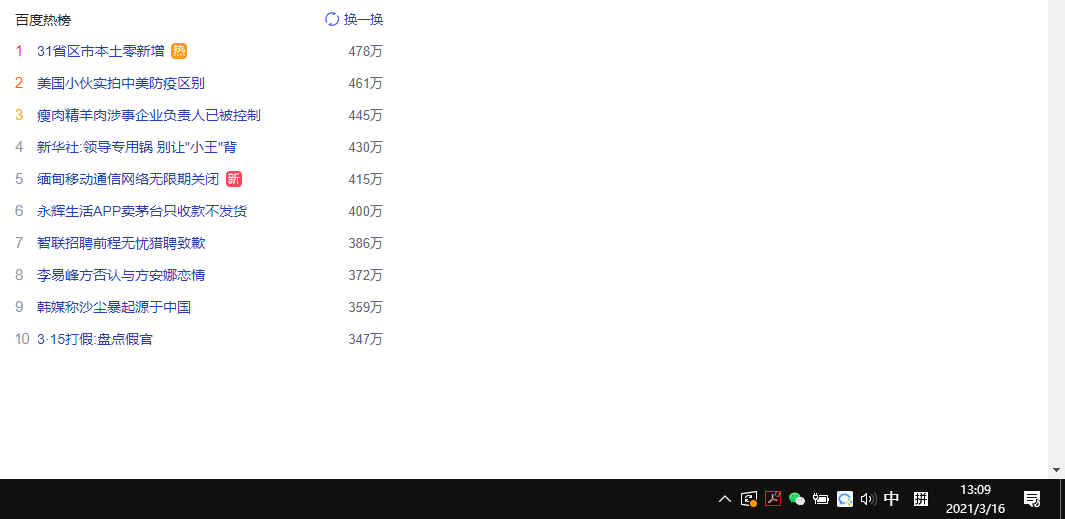 百度热榜 换一换
1 31省区市本土零新增 热 478万
2 美国小伙实拍中美防疫区别 461万
3 瘦肉精羊肉涉事企业负责人已被控制 445万
4 新华社:领导专用锅 别让"小王"背 430万
5 缅甸移动通信网络无限期关闭 新 415万
6 永辉生活APP卖茅台只收款不发货 400万
7 智联招聘前程无忧猎聘致歉 386万
8 李易峰方否认与方安娜恋情 372万
9 韩媒称沙尘暴起源于中国 359万
10 3·15打假:盘点假官 347万
中 拼 13:09
2021/3/16